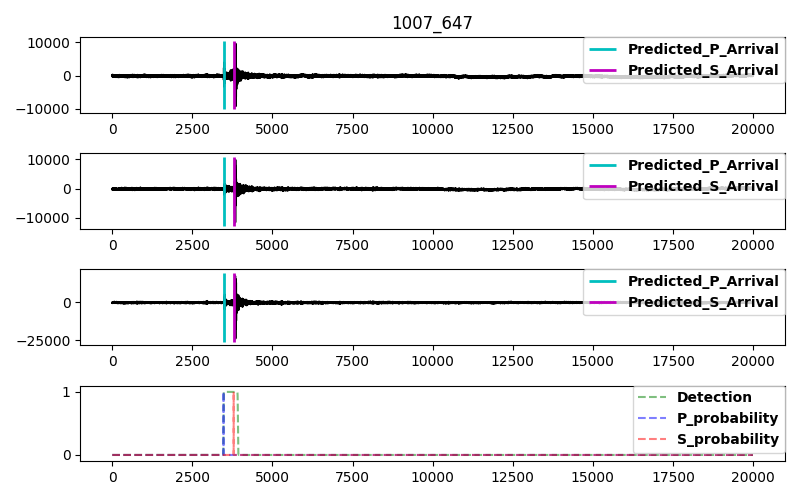 1007_647
10000
0
−10000
Predicted_P_Arrival
Predicted_S_Arrival
0 2500 5000 7500 10000 12500 15000 17500 20000
10000
0
−10000
Predicted_P_Arrival
Predicted_S_Arrival
0 2500 5000 7500 10000 12500 15000 17500 20000
0
−25000
Predicted_P_Arrival
Predicted_S_Arrival
0 2500 5000 7500 10000 12500 15000 17500 20000
1
0
Detection
P_probability
S_probability
0 2500 5000 7500 10000 12500 15000 17500 20000